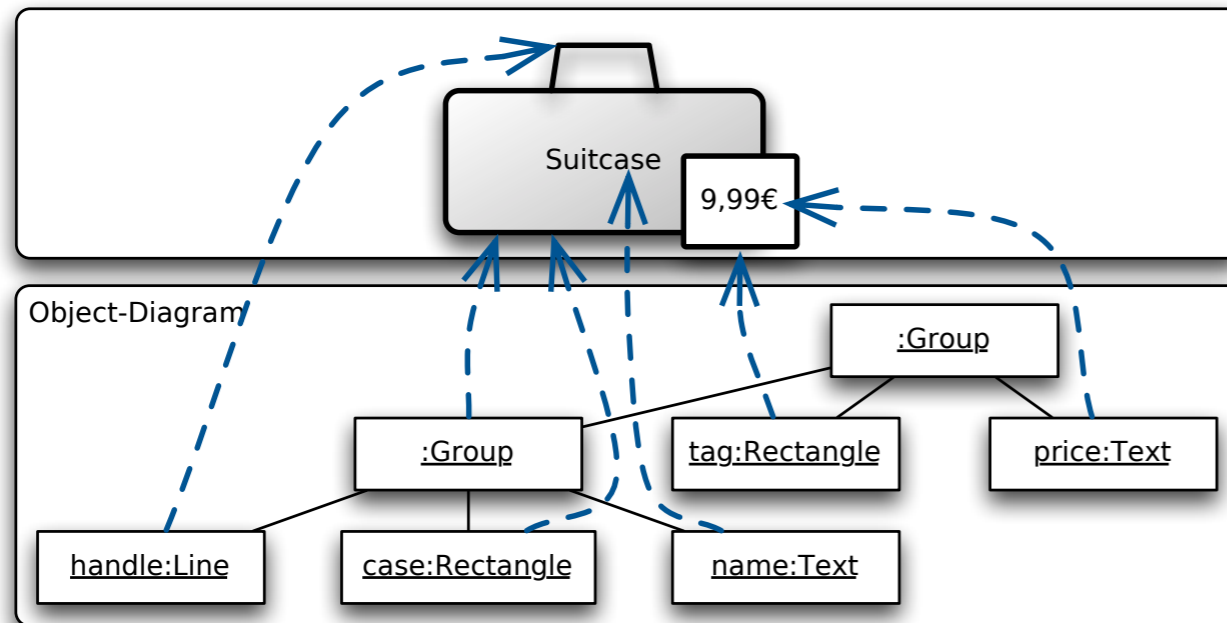 Suitcase
9,99€
Object-Diagram
:Group
:Group
tag:Rectangle
price:Text
handle:Line
case:Rectangle
name:Text